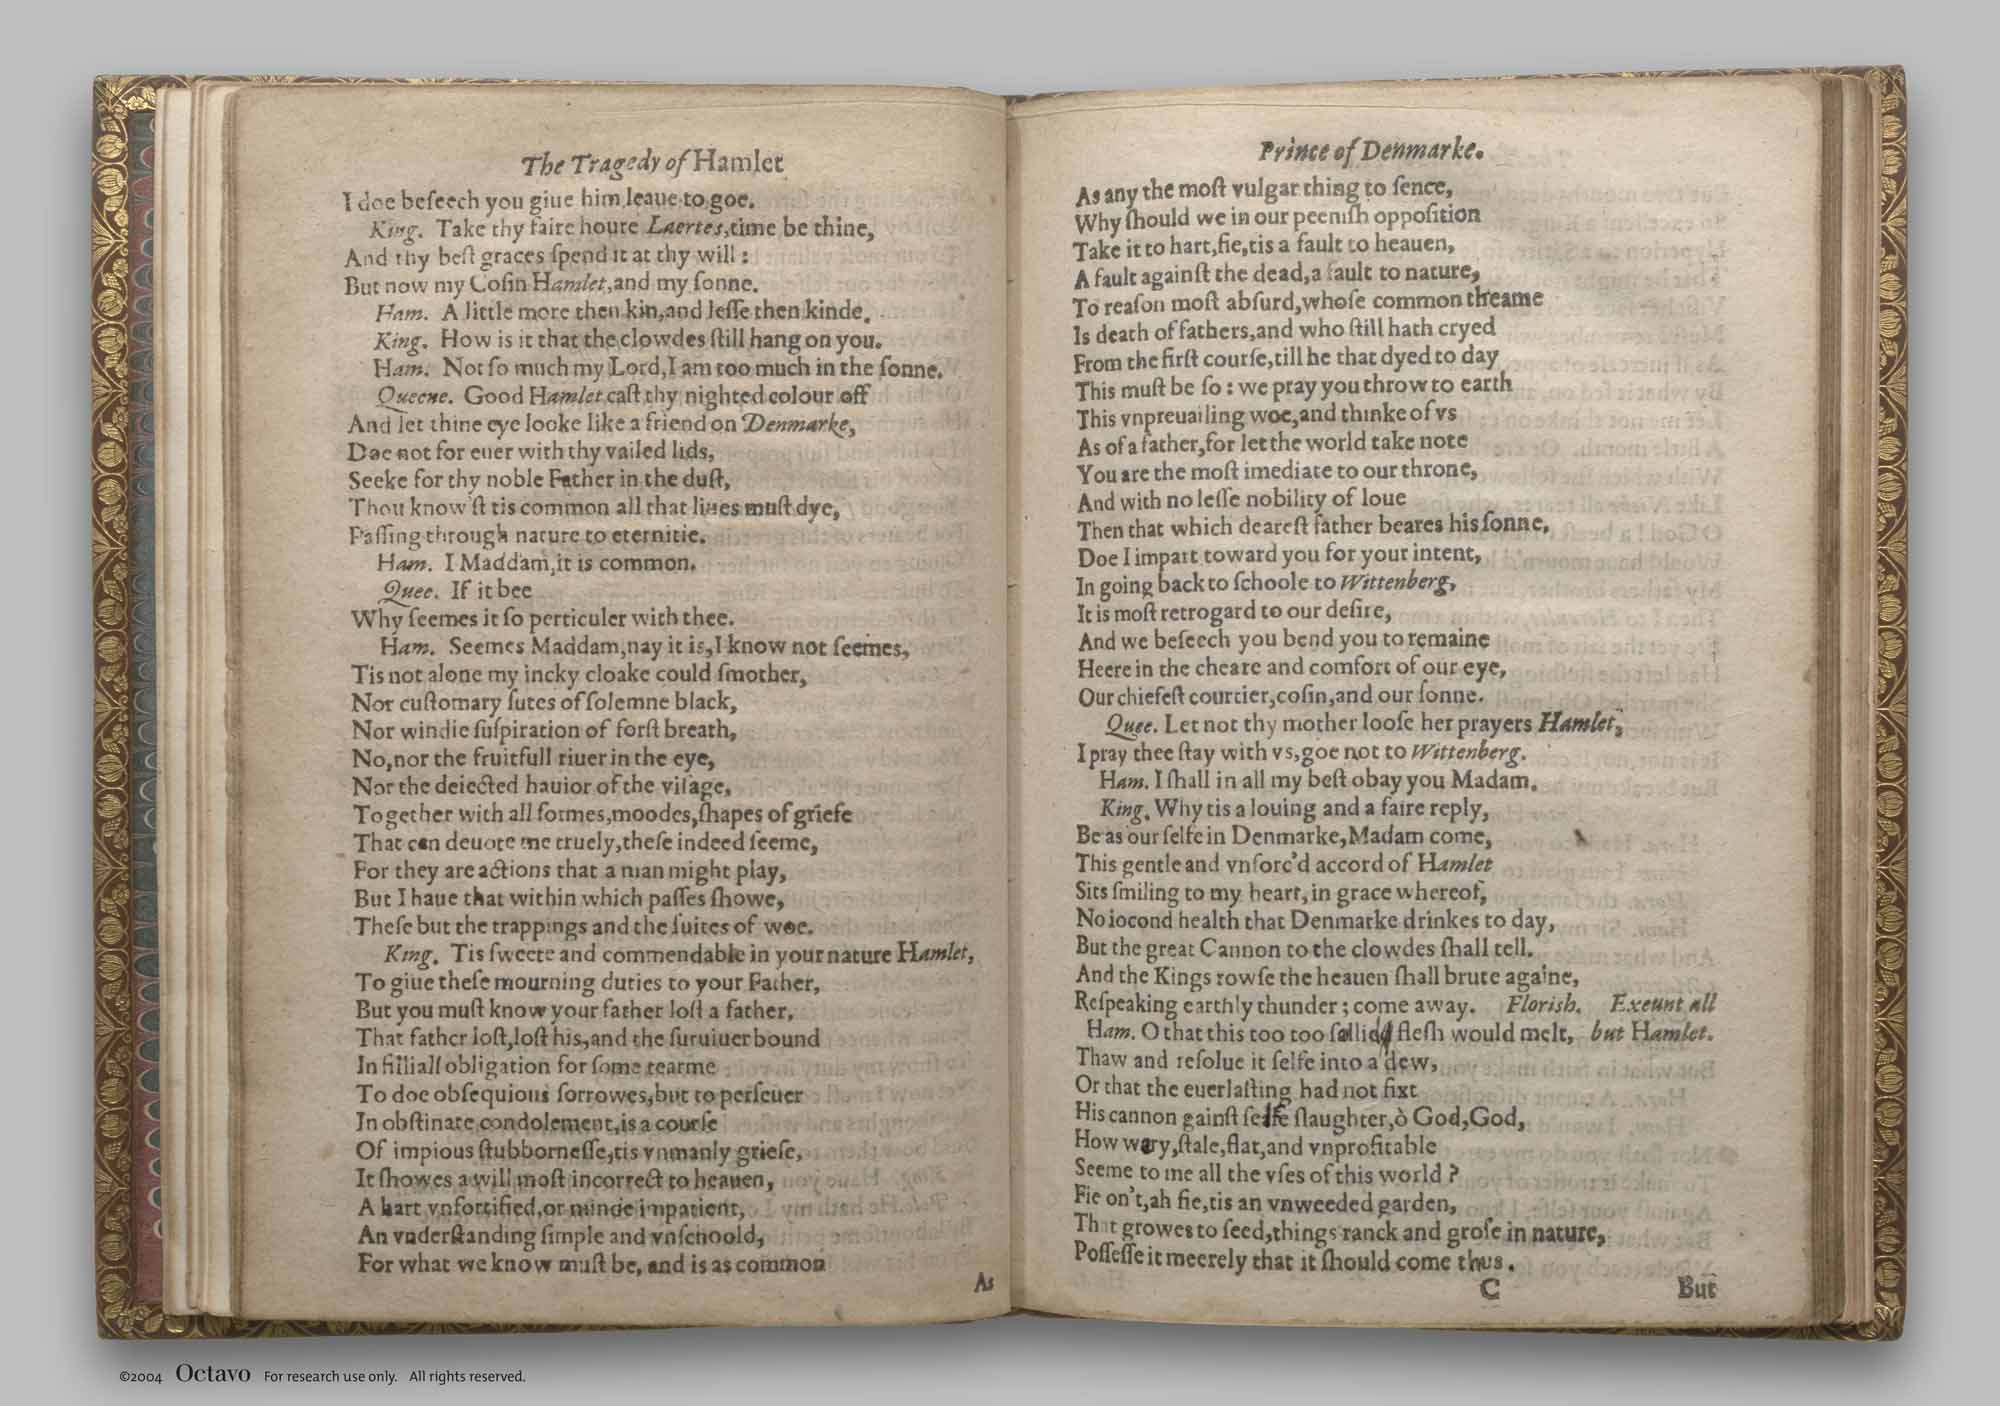 The Tragedy of Hamlet
I doe beſeech you giue him leaue to goe.
King. Take thy faire houre Laertes, time be thine,
And thy beſt graces ſpend it at thy will :
But now my Coſin Hamlet, and my ſonne.
Ham. A little more then kin, and leſſe then kinde.
King. How is it that the clowdes ſtill hang on you.
Ham. Not ſo much my Lord, I am too much in the ſonne.
Queene. Good Hamlet caſt thy nighted colour off
And let thine eye looke like a friend on Denmarke,
Doe not for euer with thy vailed lids,
Seeke for thy noble Father in the duſt,
Thou know'ſt tis common all that liues muſt dye,
Paſſing through nature to eternitie.
Ham. I Maddam, it is common.
Quee. If it bee
Why ſeemes it ſo perticuler with thee.
Ham. Seemes Maddam, nay it is, I know not ſeemes,
Tis not alone my incky cloake could ſmother,
Nor cuſtomary ſutes of ſolemne black,
Nor windie ſuſpiration of forſt breath,
No, nor the fruitfull riuer in the eye,
Nor the deiected hauior of the viſage,
Together with all formes, moodes, ſhapes of griefe
That can deuote me truely, theſe indeed ſeeme,
For they are actions that a man might play,
But I haue that within which paſſes ſhowe,
Theſe but the trappings and the ſuites of woe.
King. Tis ſweete and commendable in your nature Hamlet,
To giue theſe mourning duties to your Father,
But you muſt know your father loſt a father,
That father loſt, loſt his, and the ſuruiuer bound
In filliall obligation for ſome tearme
To doe obſequious ſorrowes, but to perſeuer
In obſtinate condolement, is a courſe
Of impious ſtubborneſſe, tis vnmanly griefe,
It ſhowes a will moſt incorrect to heauen,
A hart vnfortified, or minde impatient,
An vnderſtanding ſimple and vnſchoold,
For what we know muſt be, and is as common
As
Prince of Denmarke.
As any the moſt vulgar thing to ſence,
Why ſhould we in our peeuiſh oppoſition
Take it to hart, fie, tis a fault to heauen,
A fault againſt the dead, a fault to nature,
To reaſon moſt abſurd, whoſe common theame
Is death of fathers, and who ſtill hath cryed
From the firſt courſe, till he that dyed to day
This muſt be ſo : we pray you throw to earth
This vnpreuailing woe, and thinke of vs
As of a father, for let the world take note
You are the moſt imediate to our throne,
And with no leſſe nobility of loue
Then that which deareſt father beares his ſonne,
Doe I impart toward you for your intent,
In going back to ſchoole to Wittenberg,
It is moſt retrogard to our deſire,
And we beſeech you bend you to remaine
Heere in the cheare and comfort of our eye,
Our chiefeſt courtier, coſin, and our ſonne.
Quee. Let not thy mother looſe her prayers Hamlet,
I pray thee ſtay with vs, goe not to Wittenberg.
Ham. I ſhall in all my beſt obay you Madam.
King. Why tis a louing and a faire reply,
Be as our ſelfe in Denmarke, Madam come,
This gentle and vnforc'd accord of Hamlet
Sits ſmiling to my heart, in grace whereof,
No iocond health that Denmarke drinkes to day,
But the great Cannon to the clowdes ſhall tell.
And the Kings rowſe the heauen ſhall brute againe,
Reſpeaking earthly thunder ; come away. Floriſh. Exeunt all
Ham. O that this too too ſallied fleſh would melt, but Hamlet.
Thaw and reſolue it ſelfe into a dew,
Or that the euerlaſting had not fixt
His cannon gainſt ſelfe ſlaughter, ò God, God,
How wary, ſtale, flat, and vnprofitable
Seeme to me all the vſes of this world ?
Fie on't, ah fie, tis an vnweeded garden,
That growes to ſeed, things ranck and groſe in nature,
Poſſeſſe it meerely that it ſhould come thus.
C But
©2004 Octavo For research use only. All rights reserved.